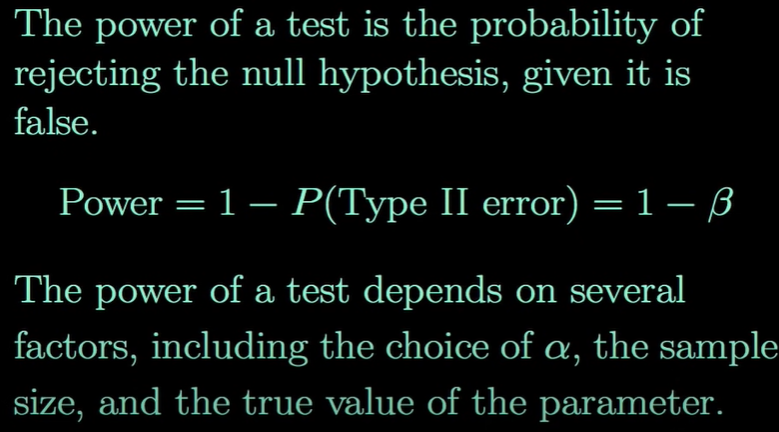 The power of a test is the probability of
rejecting the null hypothesis, given it is
false.
Power = 1 − P(Type II error) = 1 − β
The power of a test depends on several
factors, including the choice of α, the sample
size, and the true value of the parameter.